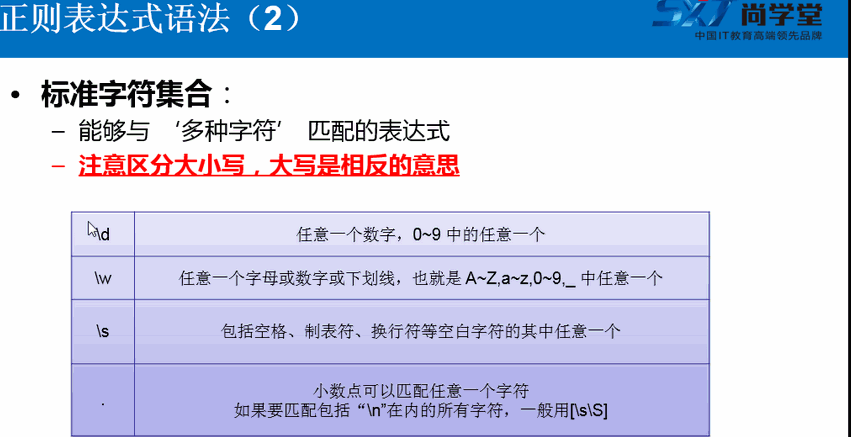 正则表达式语法（2）
SXT 尚学堂
中国IT教育高端领先品牌
• 标准字符集合：
– 能够与 ‘多种字符’ 匹配的表达式
– 注意区分大小写，大写是相反的意思
\d 任意一个数字，0~9 中的任意一个
\w 任意一个字母或数字或下划线，也就是 A~Z,a~z,0~9,_ 中任意一个
\s 包括空格、制表符、换行符等空白字符的其中任意一个
. 小数点可以匹配任意一个字符
如果要匹配包括“\n”在内的所有字符，一般用[\s\S]